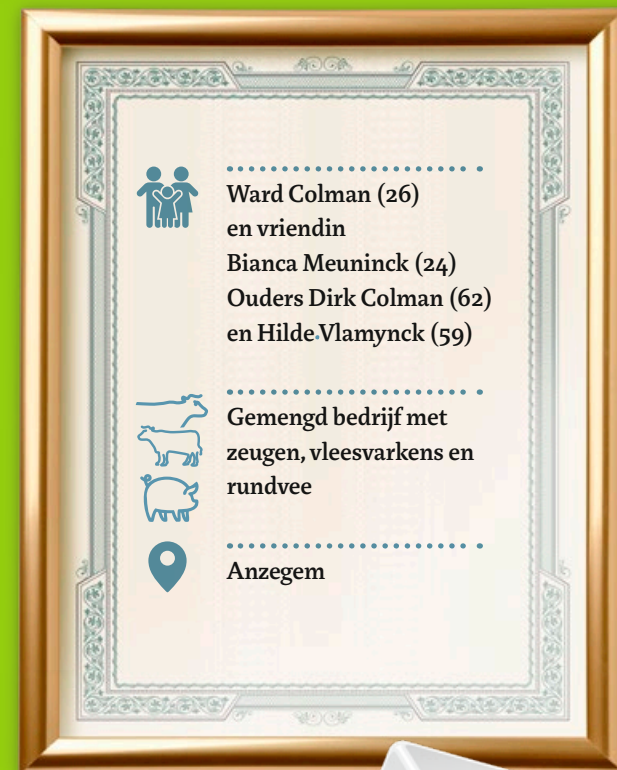 Ward Colman (26)
en vriendin
Bianca Meuninck (24)
Ouders Dirk Colman (62)
en Hilde Vlamynck (59)
Gemengd bedrijf met
zeugen, vleesvarkens en
rundvee
Anzegem